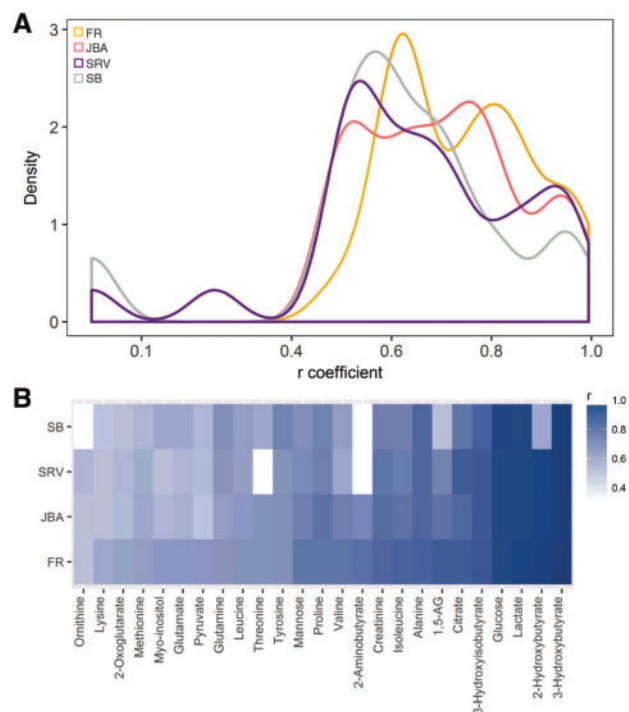 A
FR
JBA
SRV
SB
3
2
1
0
Density
0.1
0.4
0.6
0.8
1.0
r coefficient
B
SB
SRV
JBA
FR
r
1.0
0.8
0.6
0.4
Ornithine
Lysine
2-Oxoglutarate
Methionine
Myo-inositol
Glutamate
Pyruvate
Glutamine
Leucine
Threonine
Tyrosine
Mannose
Proline
Valine
2-Aminobutyrate
Creatinine
Isoleucine
Alanine
1,5-AG
Citrate
3-Hydroxyisobutyrate
Glucose
Lactate
2-Hydroxybutyrate
3-Hydroxybutyrate